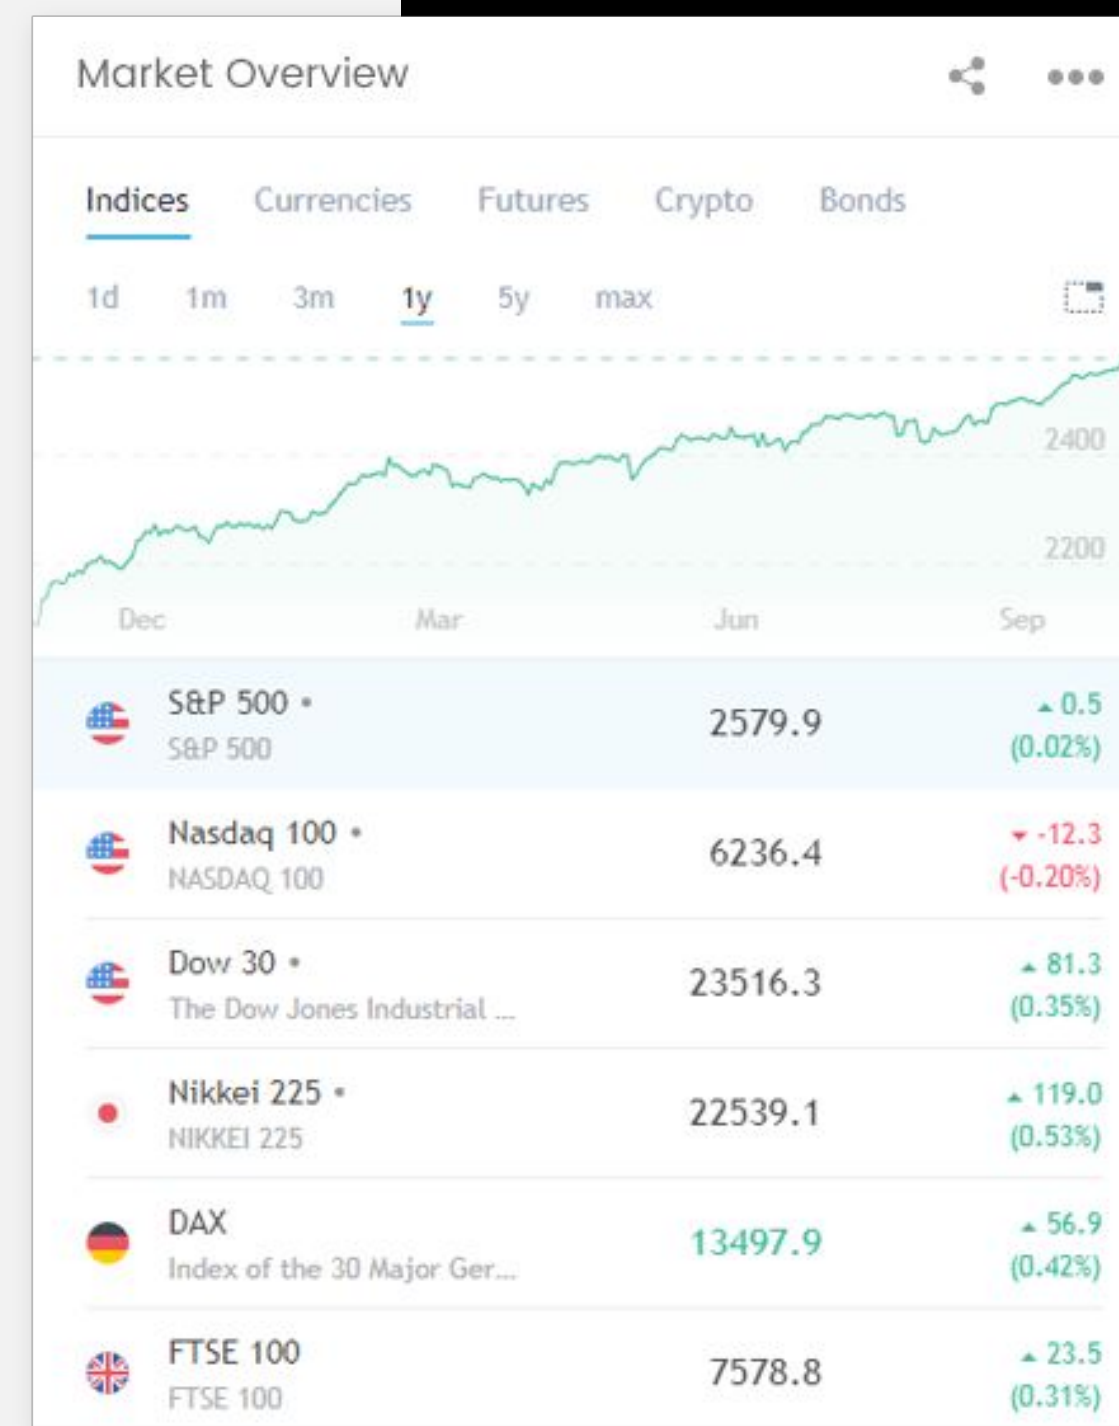 Market Overview
Indices Currencies Futures Crypto Bonds
1d 1m 3m 1y 5y max
2400
2200
Dec Mar Jun Sep
S&P 500 • 2579.9 ▲ 0.5
S&P 500 (0.02%)
Nasdaq 100 • 6236.4 ▼ -12.3
NASDAQ 100 (-0.20%)
Dow 30 • 23516.3 ▲ 81.3
The Dow Jones Industrial ... (0.35%)
Nikkei 225 • 22539.1 ▲ 119.0
NIKKEI 225 (0.53%)
DAX 13497.9 ▲ 56.9
Index of the 30 Major Ger... (0.42%)
FTSE 100 7578.8 ▲ 23.5
FTSE 100 (0.31%)